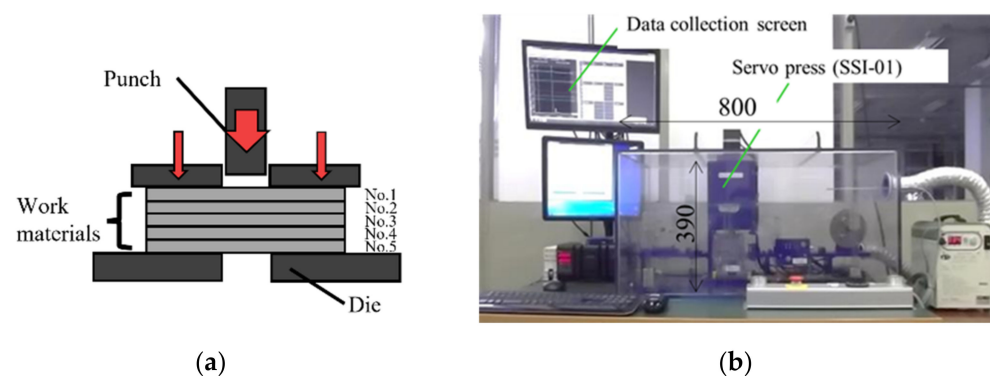 Punch
Work
materials
No.1
No.2
No.3
No.4
No.5
Die
(a)
Data collection screen
Servo press (SSI-01)
800
390
(b)